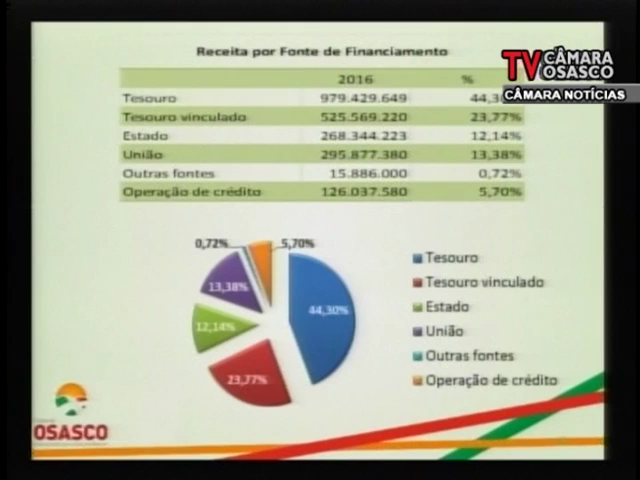 Receita por Fonte de Financiamento
TV CÂMARA OSASCO
CÂMARA NOTÍCIAS
2016 %
Tesouro 979.429.649 44,30%
Tesouro vinculado 525.569.220 23,77%
Estado 268.344.223 12,14%
União 295.877.380 13,38%
Outras fontes 15.886.000 0,72%
Operação de crédito 126.037.580 5,70%
0,72% 5,70%
13,38%
44,30%
12,14%
23,77%
Tesouro
Tesouro vinculado
Estado
União
Outras fontes
Operação de crédito
OSASCO